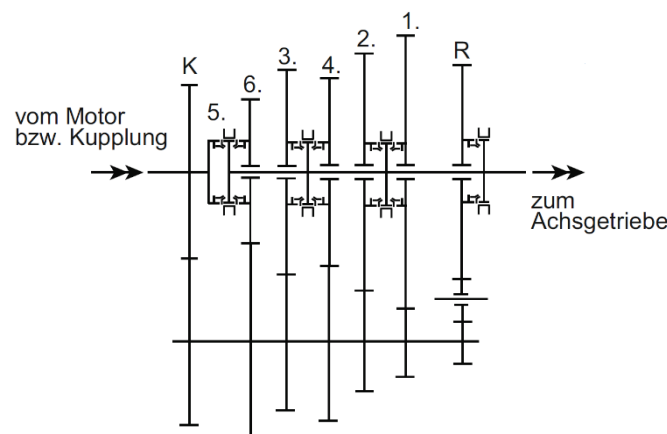 K
5.
6.
3.
4.
2.
1.
R
vom Motor
bzw. Kupplung
zum
Achsgetriebe